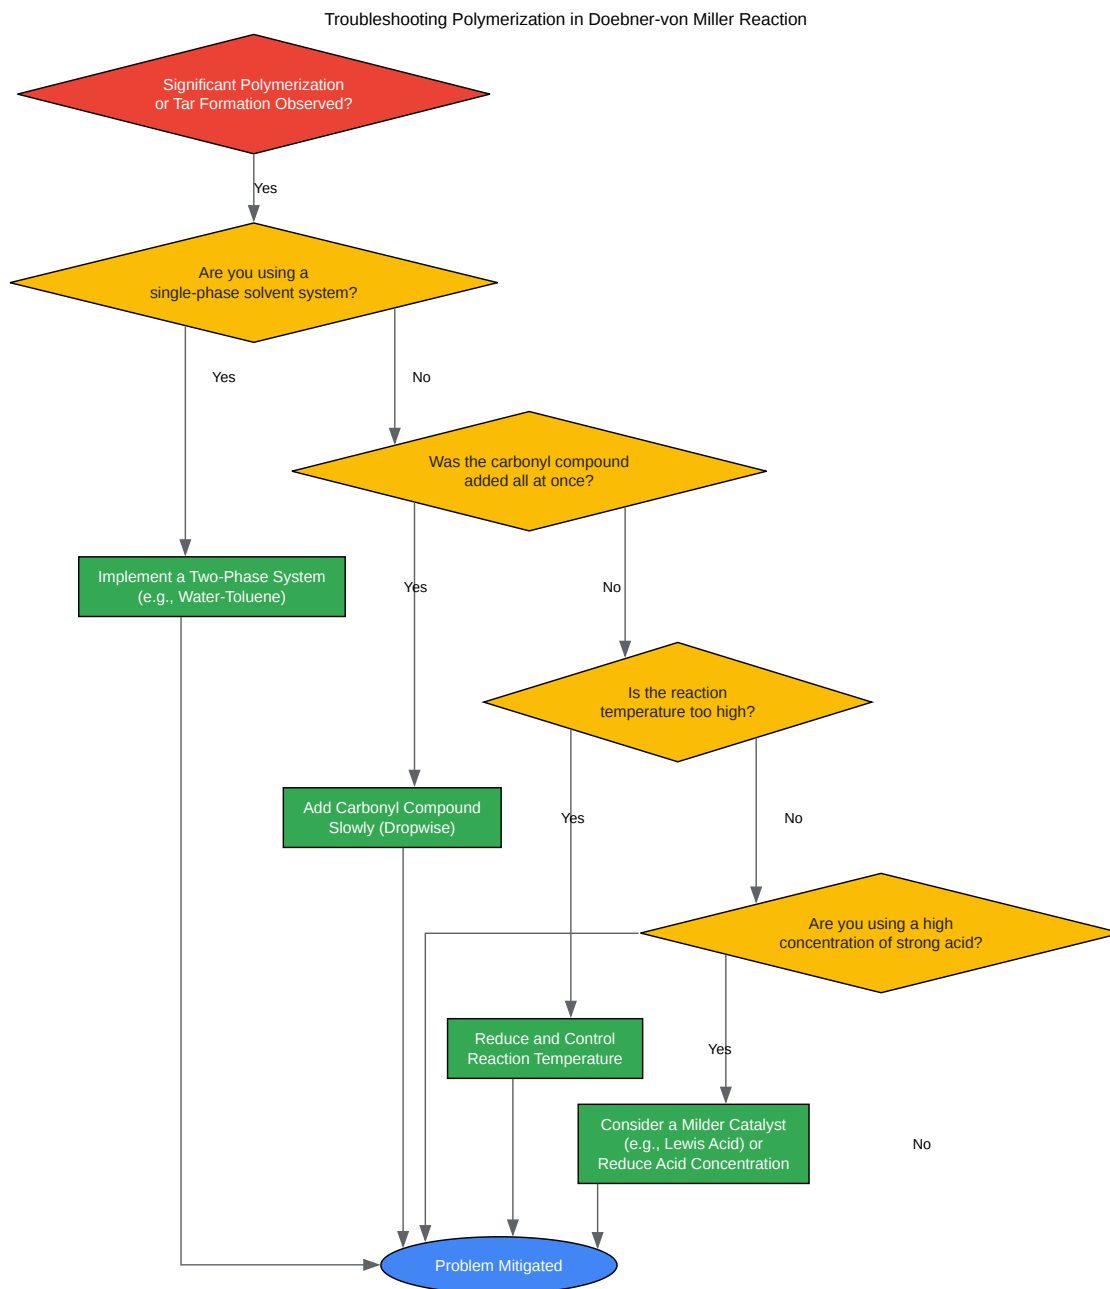 Troubleshooting Polymerization in Doebner-von Miller Reaction
Significant Polymerization
or Tar Formation Observed?
Yes
Are you using a
single-phase solvent system?
Yes
No
Was the carbonyl compound
added all at once?
Implement a Two-Phase System
(e.g., Water-Toluene)
Yes
No
Is the reaction
temperature too high?
Add Carbonyl Compound
Slowly (Dropwise)
Yes
No
Are you using a high
concentration of strong acid?
Reduce and Control
Reaction Temperature
Yes
Consider a Milder Catalyst
(e.g., Lewis Acid) or
Reduce Acid Concentration
No
Problem Mitigated